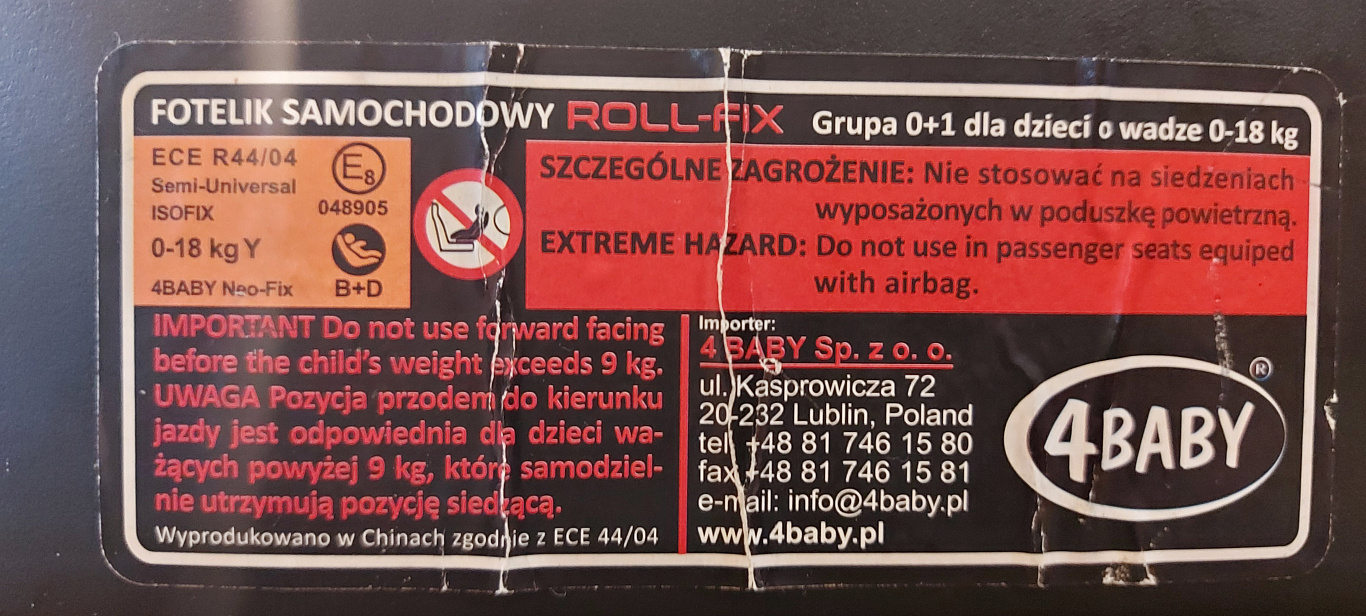 FOTELIK SAMOCHODOWY ROLL-FIX Grupa 0+1 dla dzieci o wadze 0-18 kg
ECE R44/04
Semi-Universal
ISOFIX
0-18 kg Y
4BABY Neo-Fix
E8
048905
B+D
SZCZEGÓLNE ZAGROŻENIE: Nie stosować na siedzeniach
wyposażonych w poduszkę powietrzną.
EXTREME HAZARD: Do not use in passenger seats equiped
with airbag.
IMPORTANT Do not use forward facing
before the child's weight exceeds 9 kg.
UWAGA Pozycja przodem do kierunku
jazdy jest odpowiednia dla dzieci wa-
żących powyżej 9 kg, które samodziel-
nie utrzymują pozycję siedzącą.
Wyprodukowano w Chinach zgodnie z ECE 44/04
Importer:
4 BABY Sp. z o. o.
ul. Kasprowicza 72
20-232 Lublin, Poland
tel. +48 81 746 15 80
fax +48 81 746 15 81
e-mail: info@4baby.pl
www.4baby.pl
4BABY®